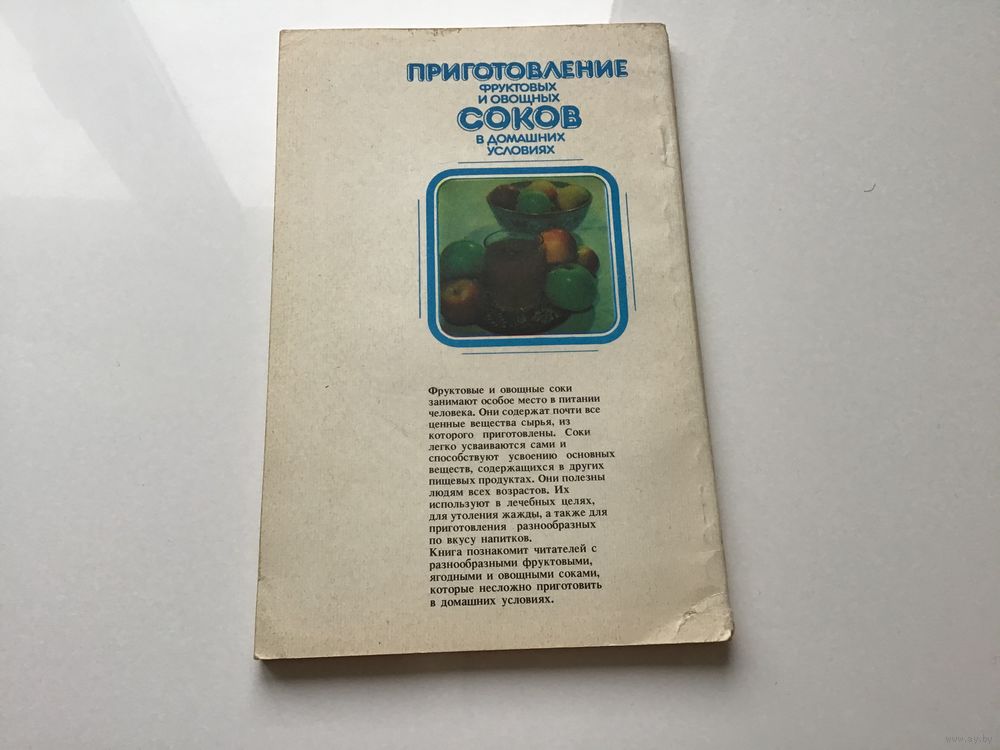 ПРИГОТОВЛЕНИЕ
ФРУКТОВЫХ
И ОВОЩНЫХ
СОКОВ
В ДОМАШНИХ
УСЛОВИЯХ
Фруктовые и овощные соки
занимают особое место в питании
человека. Они содержат почти все
ценные вещества сырья, из
которого приготовлены. Соки
легко усваиваются сами и
способствуют усвоению основных
веществ, содержащихся в других
пищевых продуктах. Они полезны
людям всех возрастов. Их
используют в лечебных целях,
для утоления жажды, а также для
приготовления разнообразных
по вкусу напитков.
Книга познакомит читателей с
разнообразными фруктовыми,
ягодными и овощными соками,
которые несложно приготовить
в домашних условиях.
www.ay.by